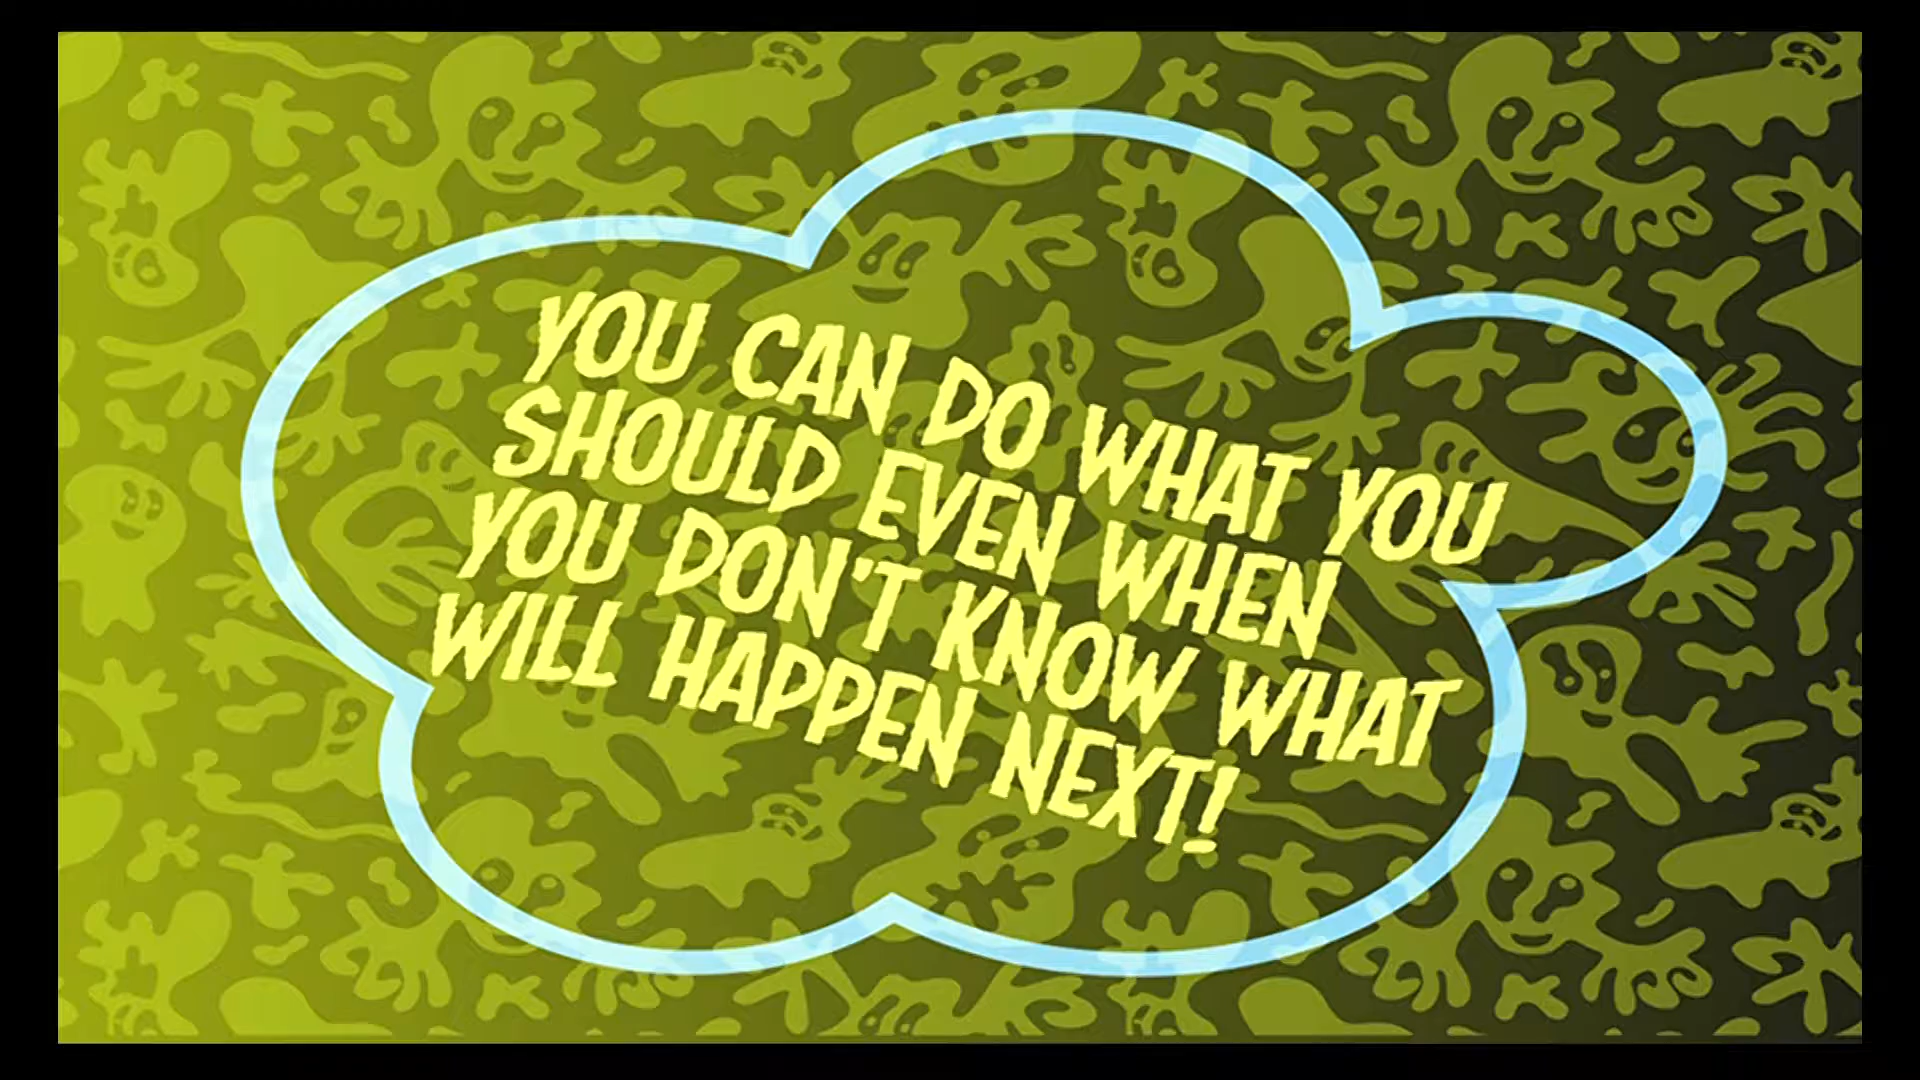 YOU CAN DO WHAT YOU
SHOULD EVEN WHEN
YOU DON'T KNOW WHAT
WILL HAPPEN NEXT!